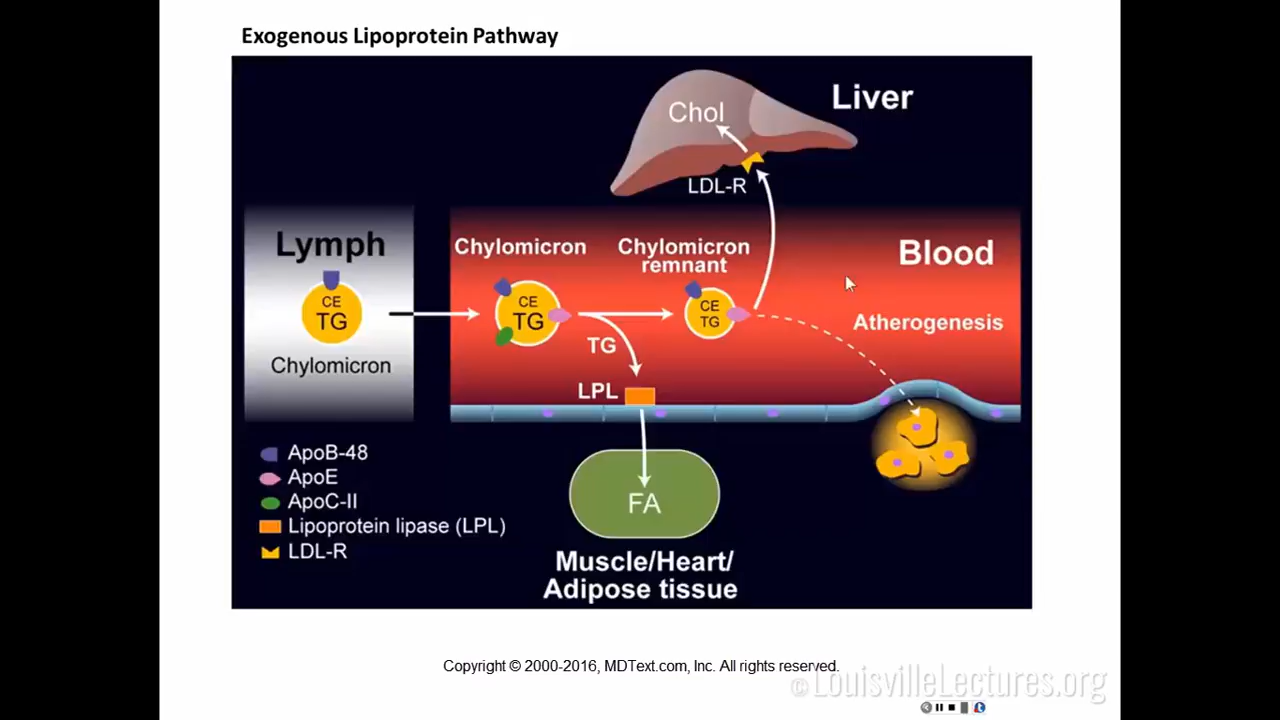 Exogenous Lipoprotein Pathway
Liver
Chol
LDL-R
Lymph
CE
TG
Chylomicron
Chylomicron
CE
TG
Chylomicron
remnant
CE
TG
Blood
Atherogenesis
TG
LPL
FA
Muscle/Heart/
Adipose tissue
ApoB-48
ApoE
ApoC-II
Lipoprotein lipase (LPL)
LDL-R
Copyright © 2000-2016, MDText.com, Inc. All rights reserved.
©LouisvilleLectures.org